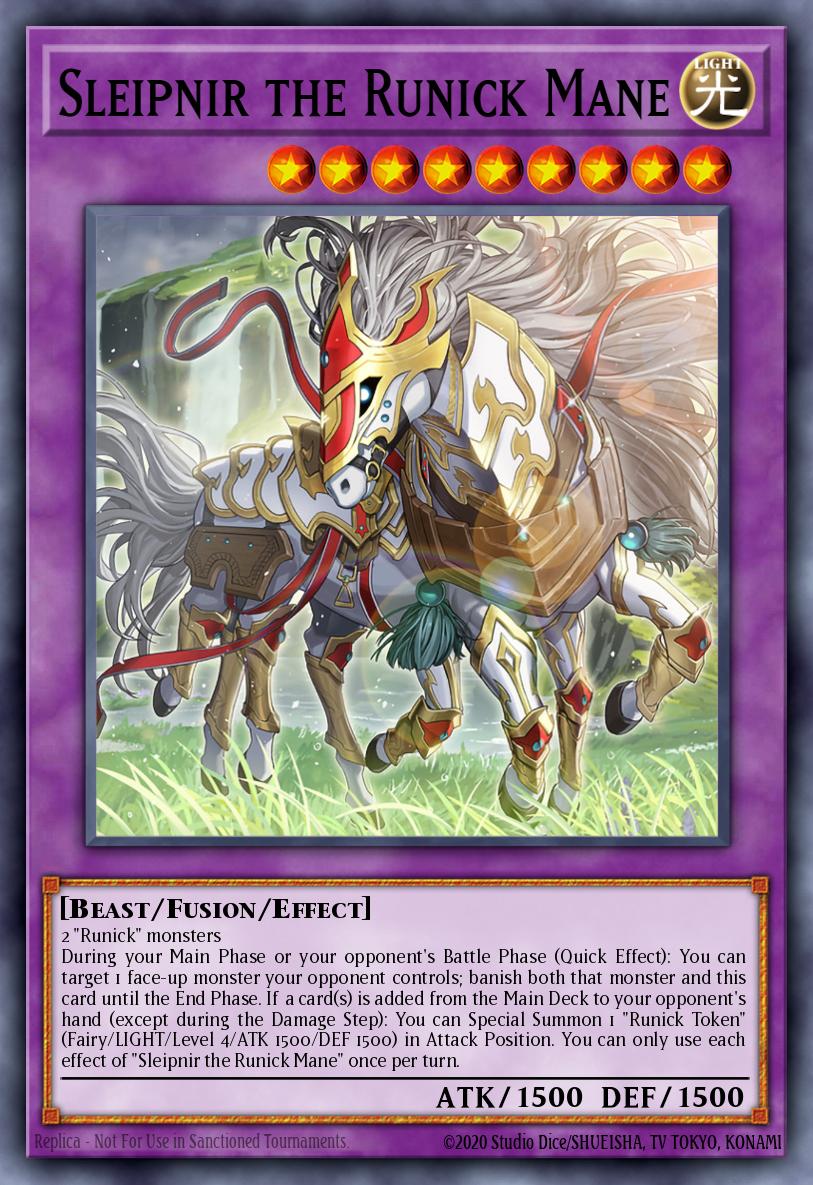 Sleipnir the Runick Mane
LIGHT
光
[Beast/Fusion/Effect]
2 "Runick" monsters
During your Main Phase or your opponent's Battle Phase (Quick Effect): You can
target 1 face-up monster your opponent controls; banish both that monster and this
card until the End Phase. If a card(s) is added from the Main Deck to your opponent's
hand (except during the Damage Step): You can Special Summon 1 "Runick Token"
(Fairy/LIGHT/Level 4/ATK 1500/DEF 1500) in Attack Position. You can only use each
effect of "Sleipnir the Runick Mane" once per turn.
ATK/1500 DEF/1500
Replica - Not For Use in Sanctioned Tournaments.
©2020 Studio Dice/SHUEISHA, TV TOKYO, KONAMI